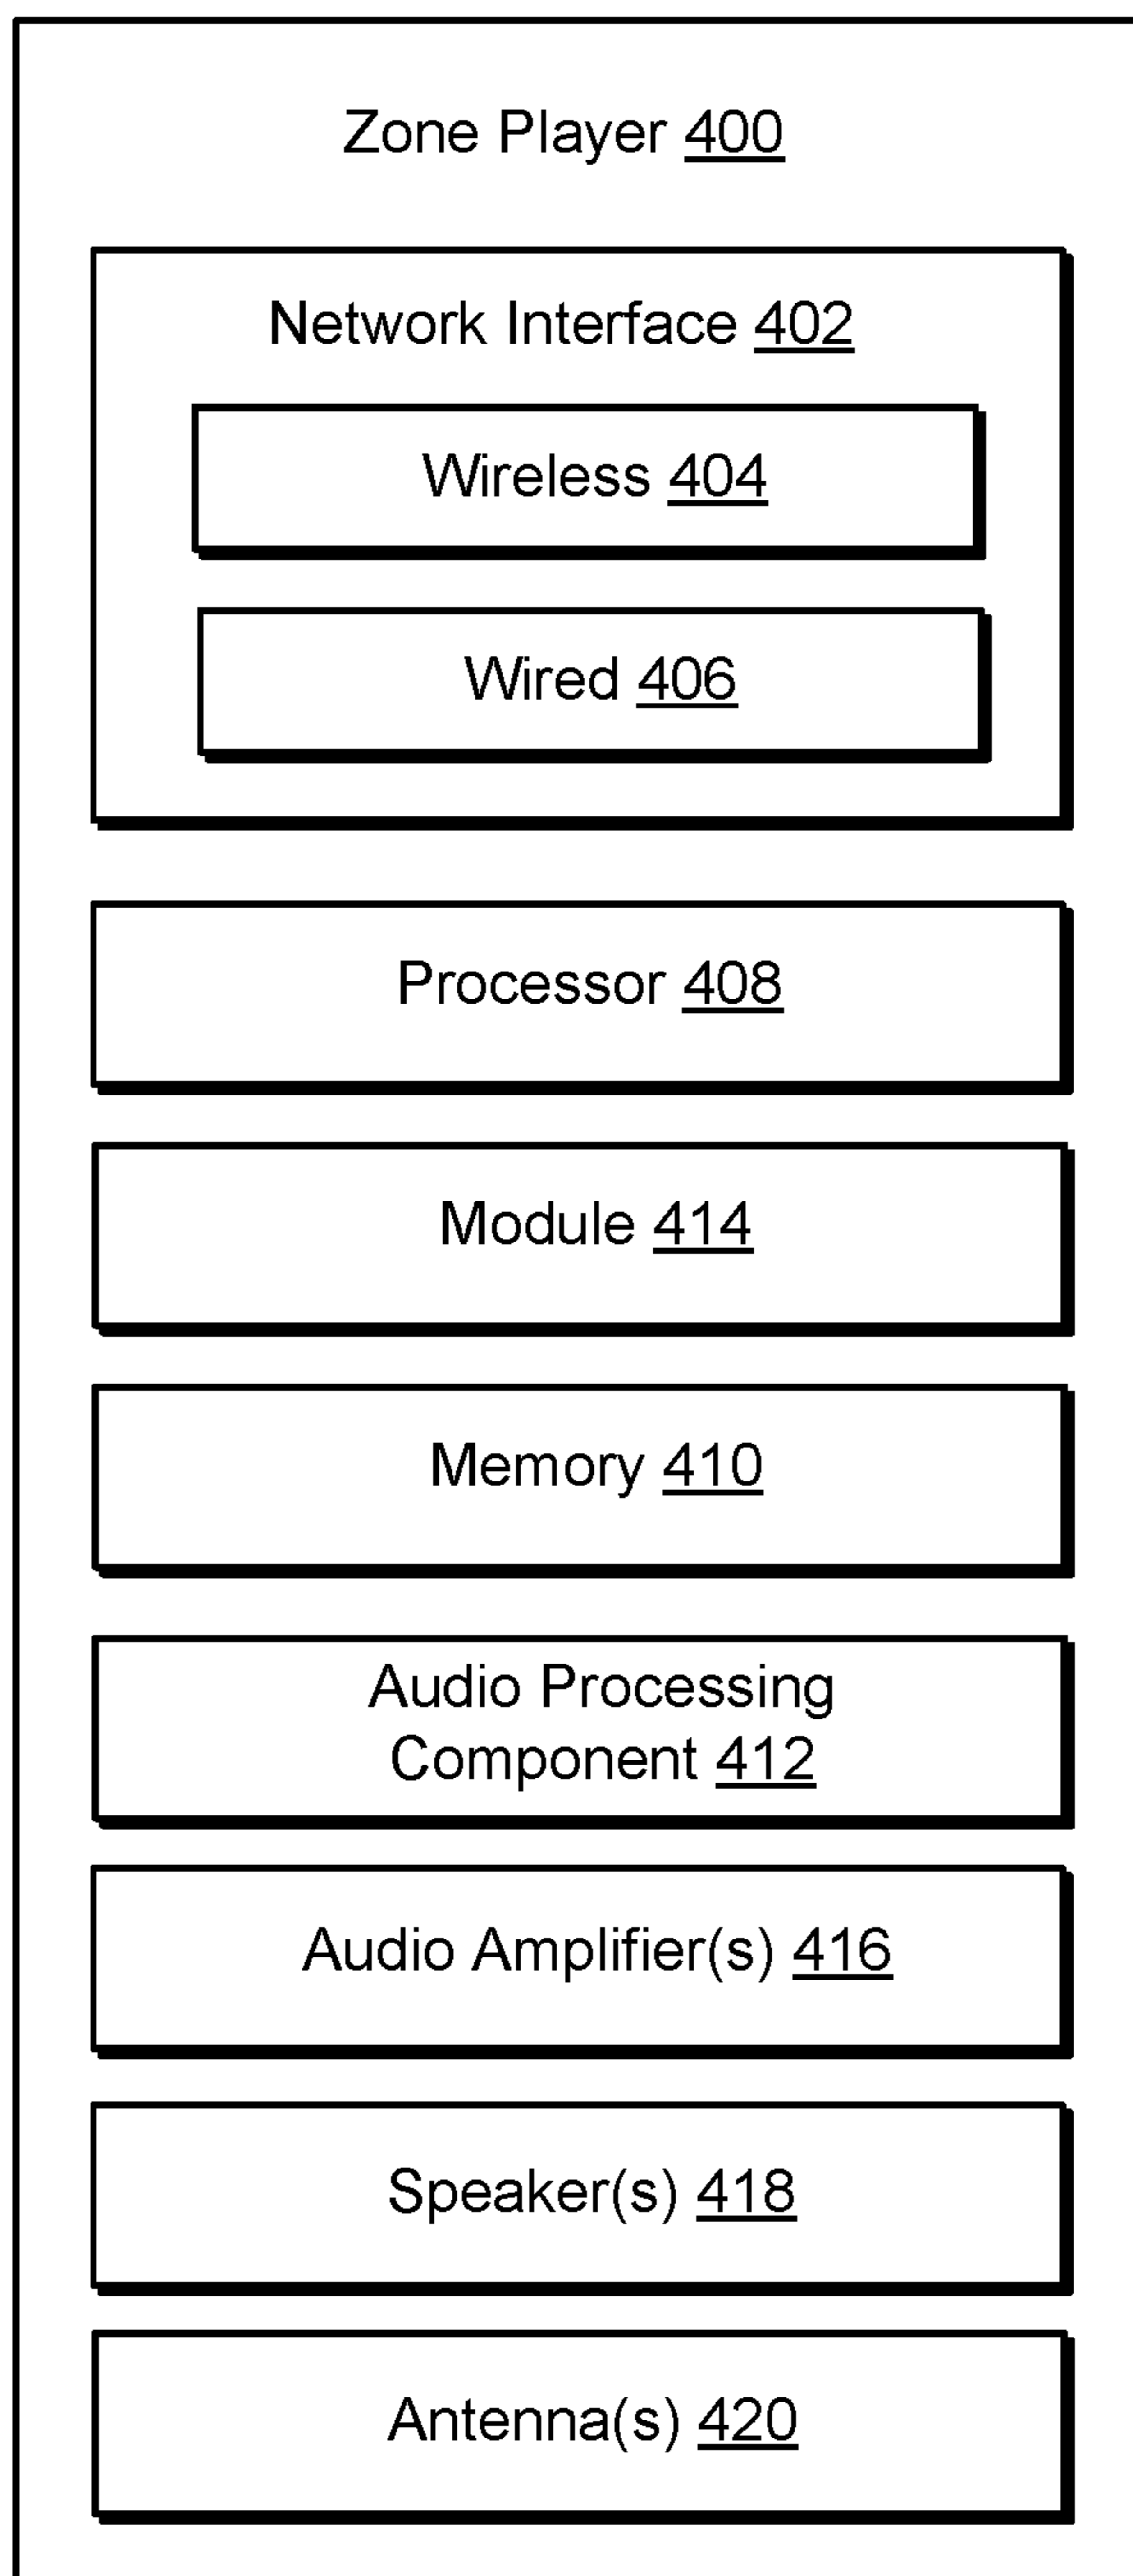 Zone Player 400
Network Interface 402
Wireless 404
Wired 406
Processor 408
Module 414
Memory 410
Audio Processing
Component 412
Audio Amplifier(s) 416
Speaker(s) 418
Antenna(s) 420